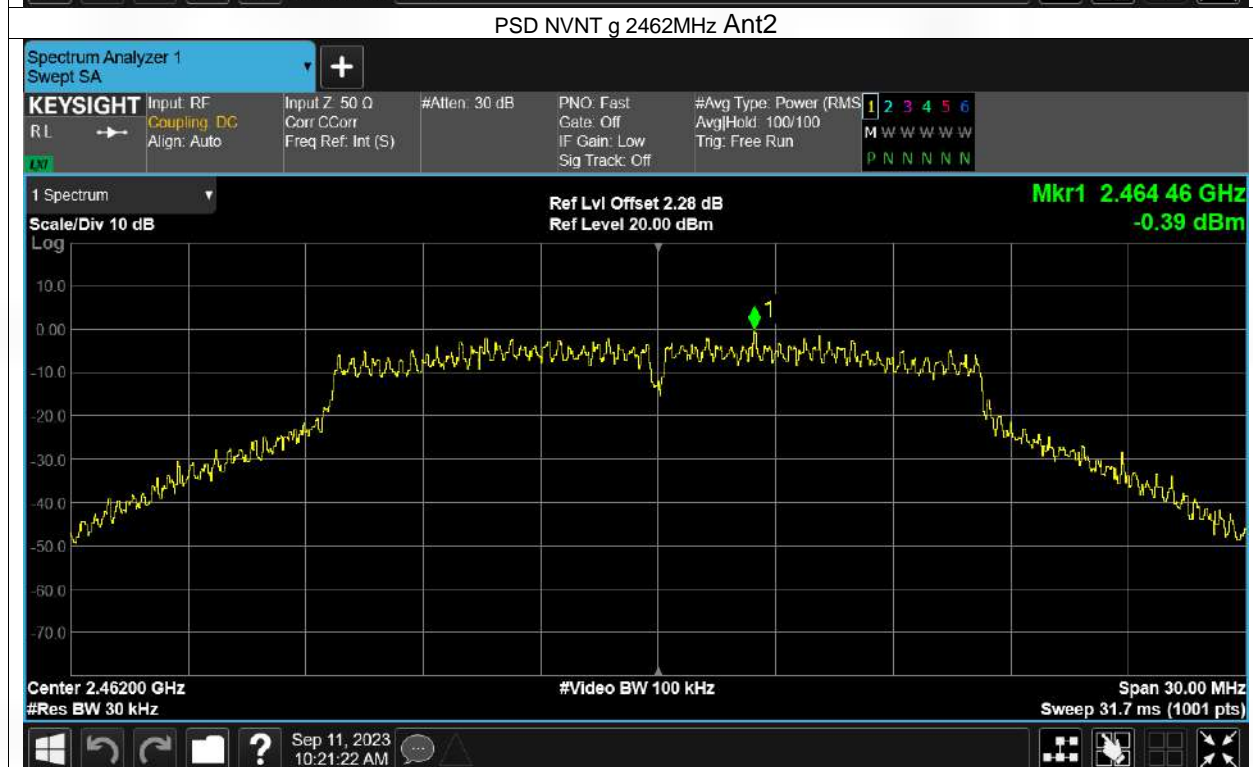 PSD NVNT g 2462MHz Ant2
Spectrum Analyzer 1
Swept SA
+
KEYSIGHT
RL
Input: RF
Coupling: DC
Align: Auto
Input Z: 50 Ω
Corr CCorr
Freq Ref: Int (S)
#Atten: 30 dB
PNO: Fast
Gate: Off
IF Gain: Low
Sig Track: Off
#Avg Type: Power (RMS
Avg|Hold: 100/100
Trig: Free Run
1 2 3 4 5 6
M W W W W W
P N N N N N
1 Spectrum
Scale/Div 10 dB
Log
Ref Lvl Offset 2.28 dB
Ref Level 20.00 dBm
Mkr1 2.464 46 GHz
-0.39 dBm
10.0
0.00
-10.0
-20.0
-30.0
-40.0
-50.0
-60.0
-70.0
1
Center 2.46200 GHz
#Res BW 30 kHz
#Video BW 100 kHz
Span 30.00 MHz
Sweep 31.7 ms (1001 pts)
?
Sep 11, 2023
10:21:22 AM